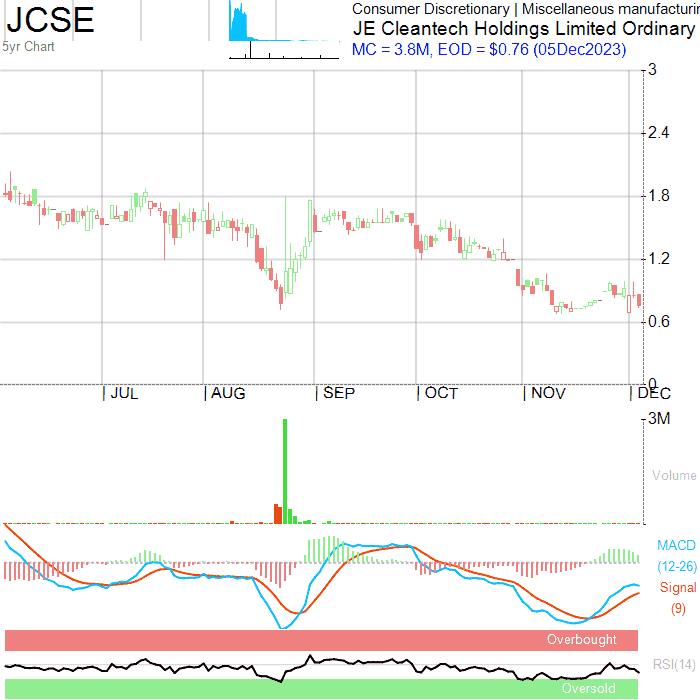 JCSE
5yr Chart
Consumer Discretionary | Miscellaneous manufacturin
JE Cleantech Holdings Limited Ordinary
MC = 3.8M, EOD = $0.76 (05Dec2023)
3
2.4
1.8
1.2
0.6
0
| JUL | AUG | SEP | OCT | NOV | DEC
3M
Volume
MACD
(12-26)
Signal
(9)
Overbought
RSI(14)
Oversold